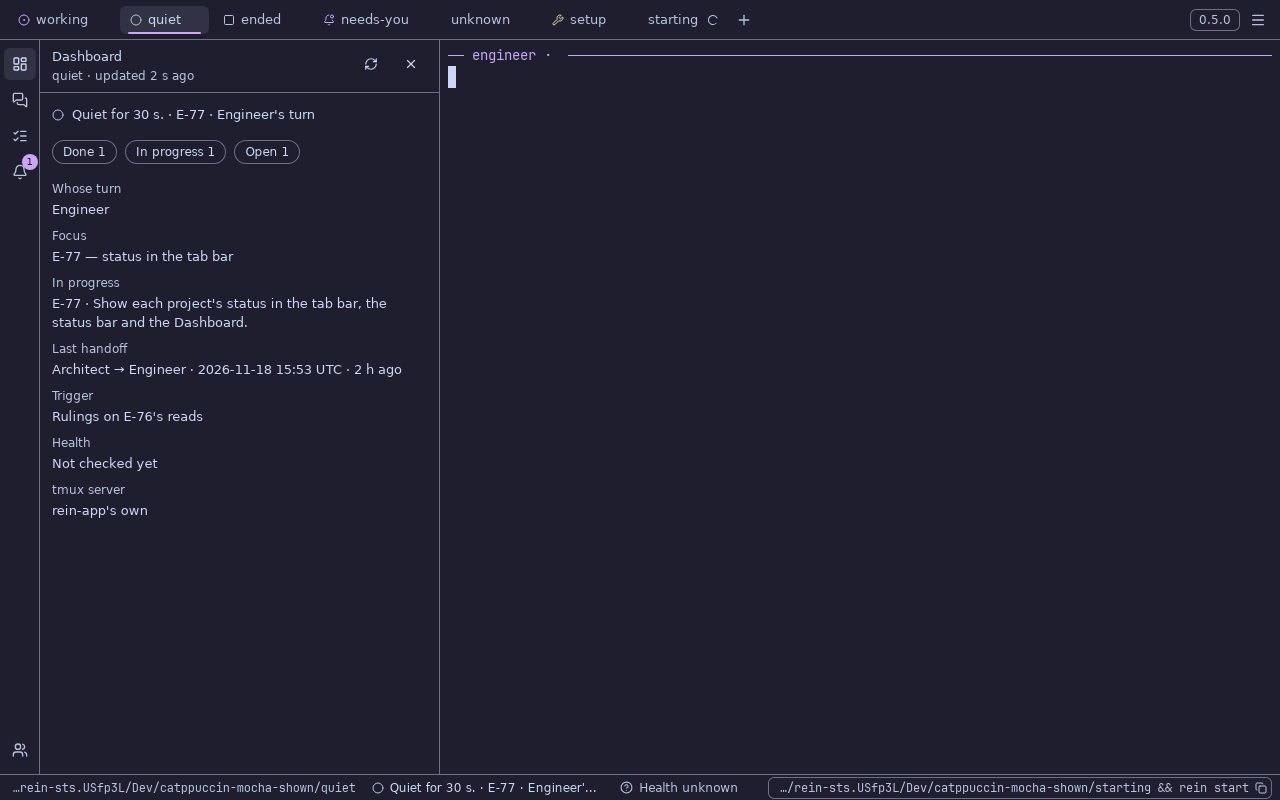 working
quiet
ended
needs-you
unknown
setup
starting
0.5.0
Dashboard
quiet · updated 2 s ago
Quiet for 30 s. · E-77 · Engineer's turn
Done 1
In progress 1
Open 1
1
Whose turn
Engineer
Focus
E-77 — status in the tab bar
In progress
E-77 · Show each project's status in the tab bar, the
status bar and the Dashboard.
Last handoff
Architect → Engineer · 2026-11-18 15:53 UTC · 2 h ago
Trigger
Rulings on E-76's reads
Health
Not checked yet
tmux server
rein-app's own
engineer ·
…rein-sts.USfp3L/Dev/catppuccin-mocha-shown/quiet
Quiet for 30 s. · E-77 · Engineer'…
Health unknown
…/rein-sts.USfp3L/Dev/catppuccin-mocha-shown/starting && rein start